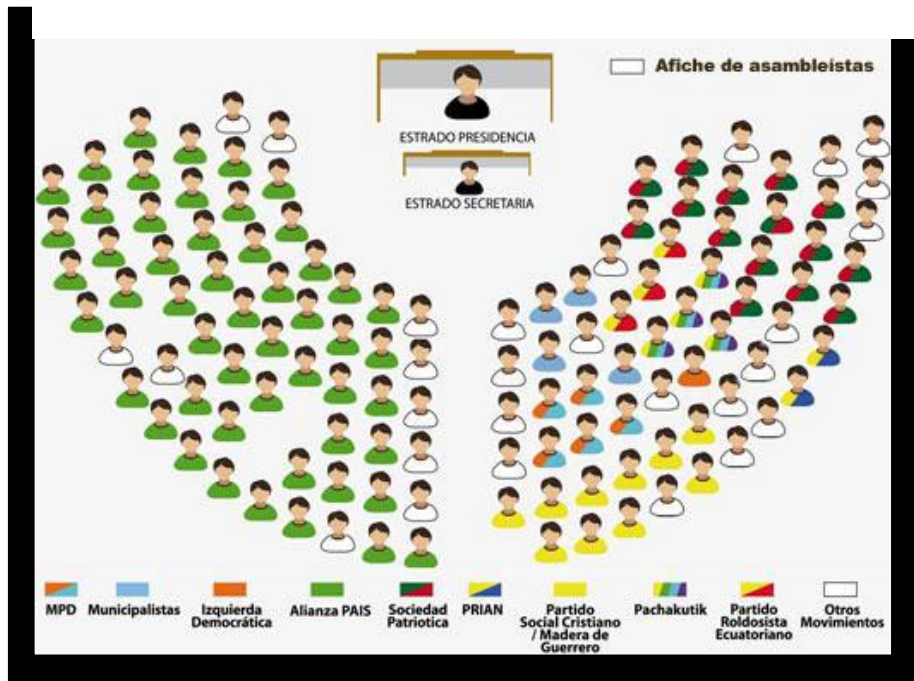 Afiche de asambleístas
ESTRADO PRESIDENCIA
ESTRADO SECRETARIA
MPD
Municipalistas
Izquierda
Democrática
Alianza PAIS
Sociedad
Patriotica
PRIAN
Partido
Social Cristiano
/ Madera de
Guerrero
Pachakutik
Partido
Roldosista
Ecuatoriano
Otros
Movimientos